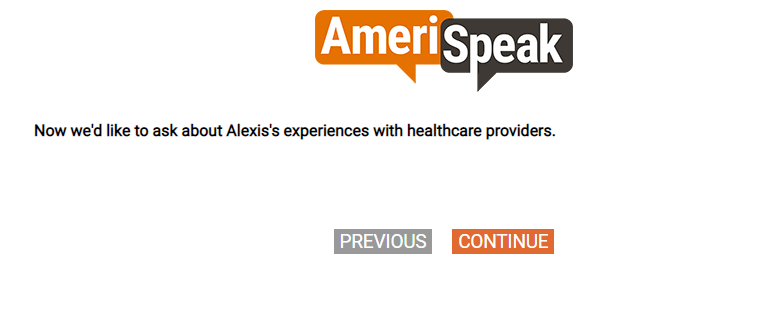 AmeriSpeak
Now we'd like to ask about Alexis's experiences with healthcare providers.
PREVIOUS CONTINUE